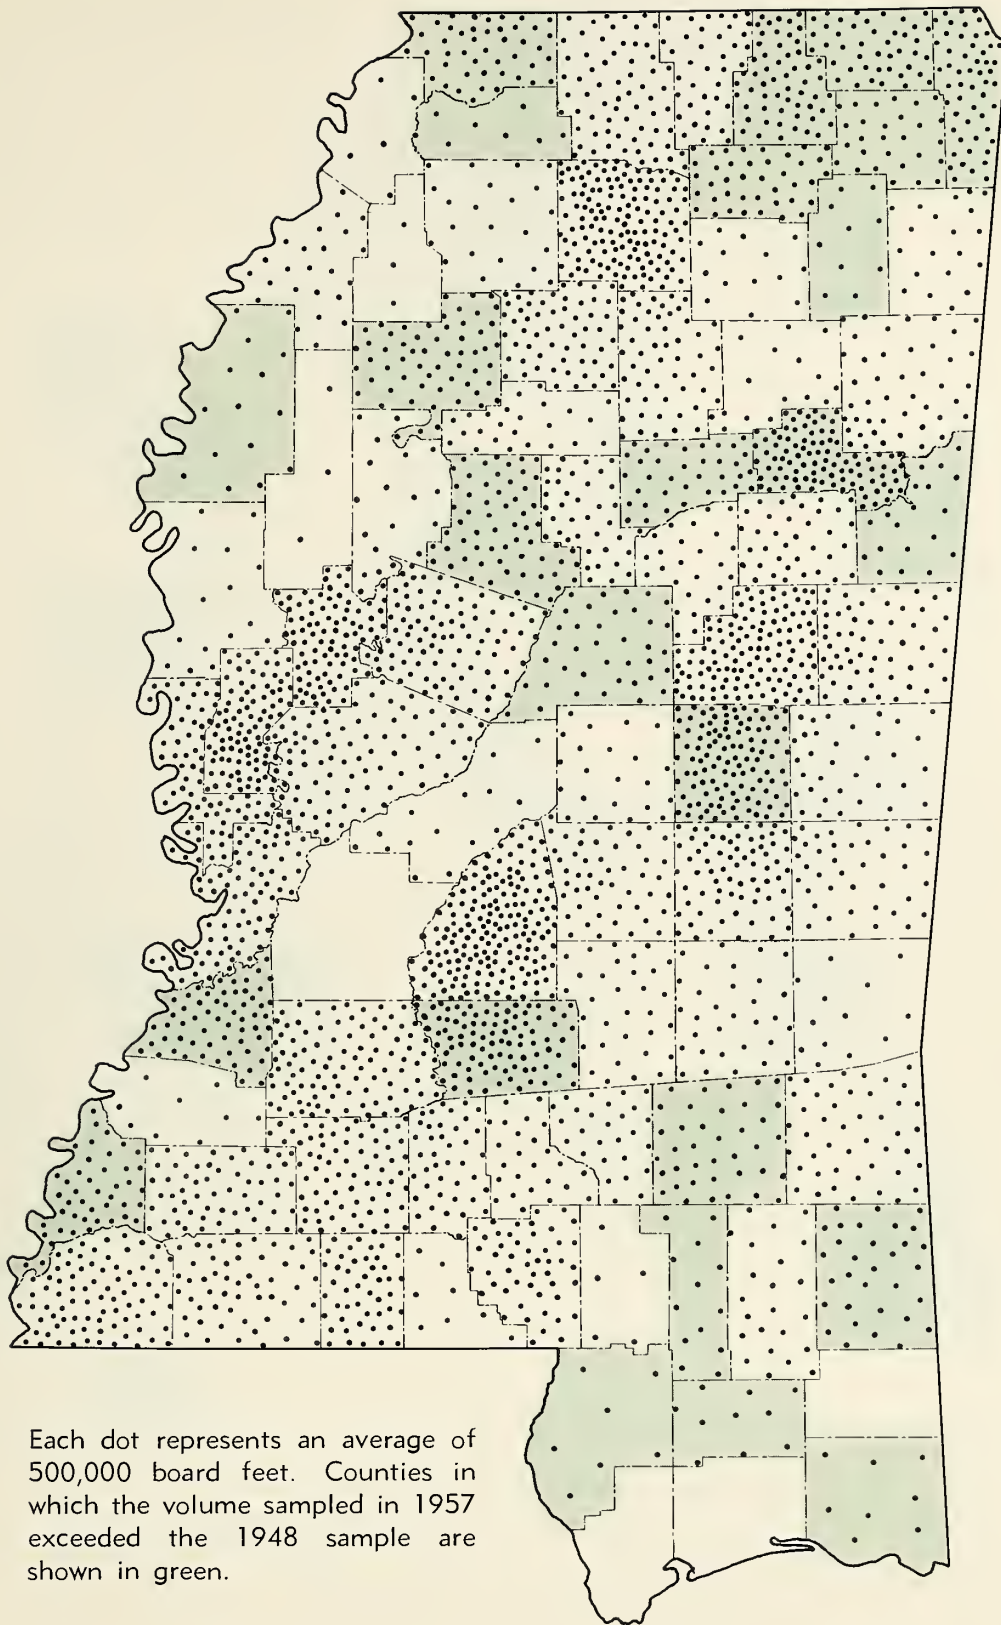 Each dot represents an average of
500,000 board feet. Counties in
which the volume sampled in 1957
exceeded the 1948 sample are
shown in green.